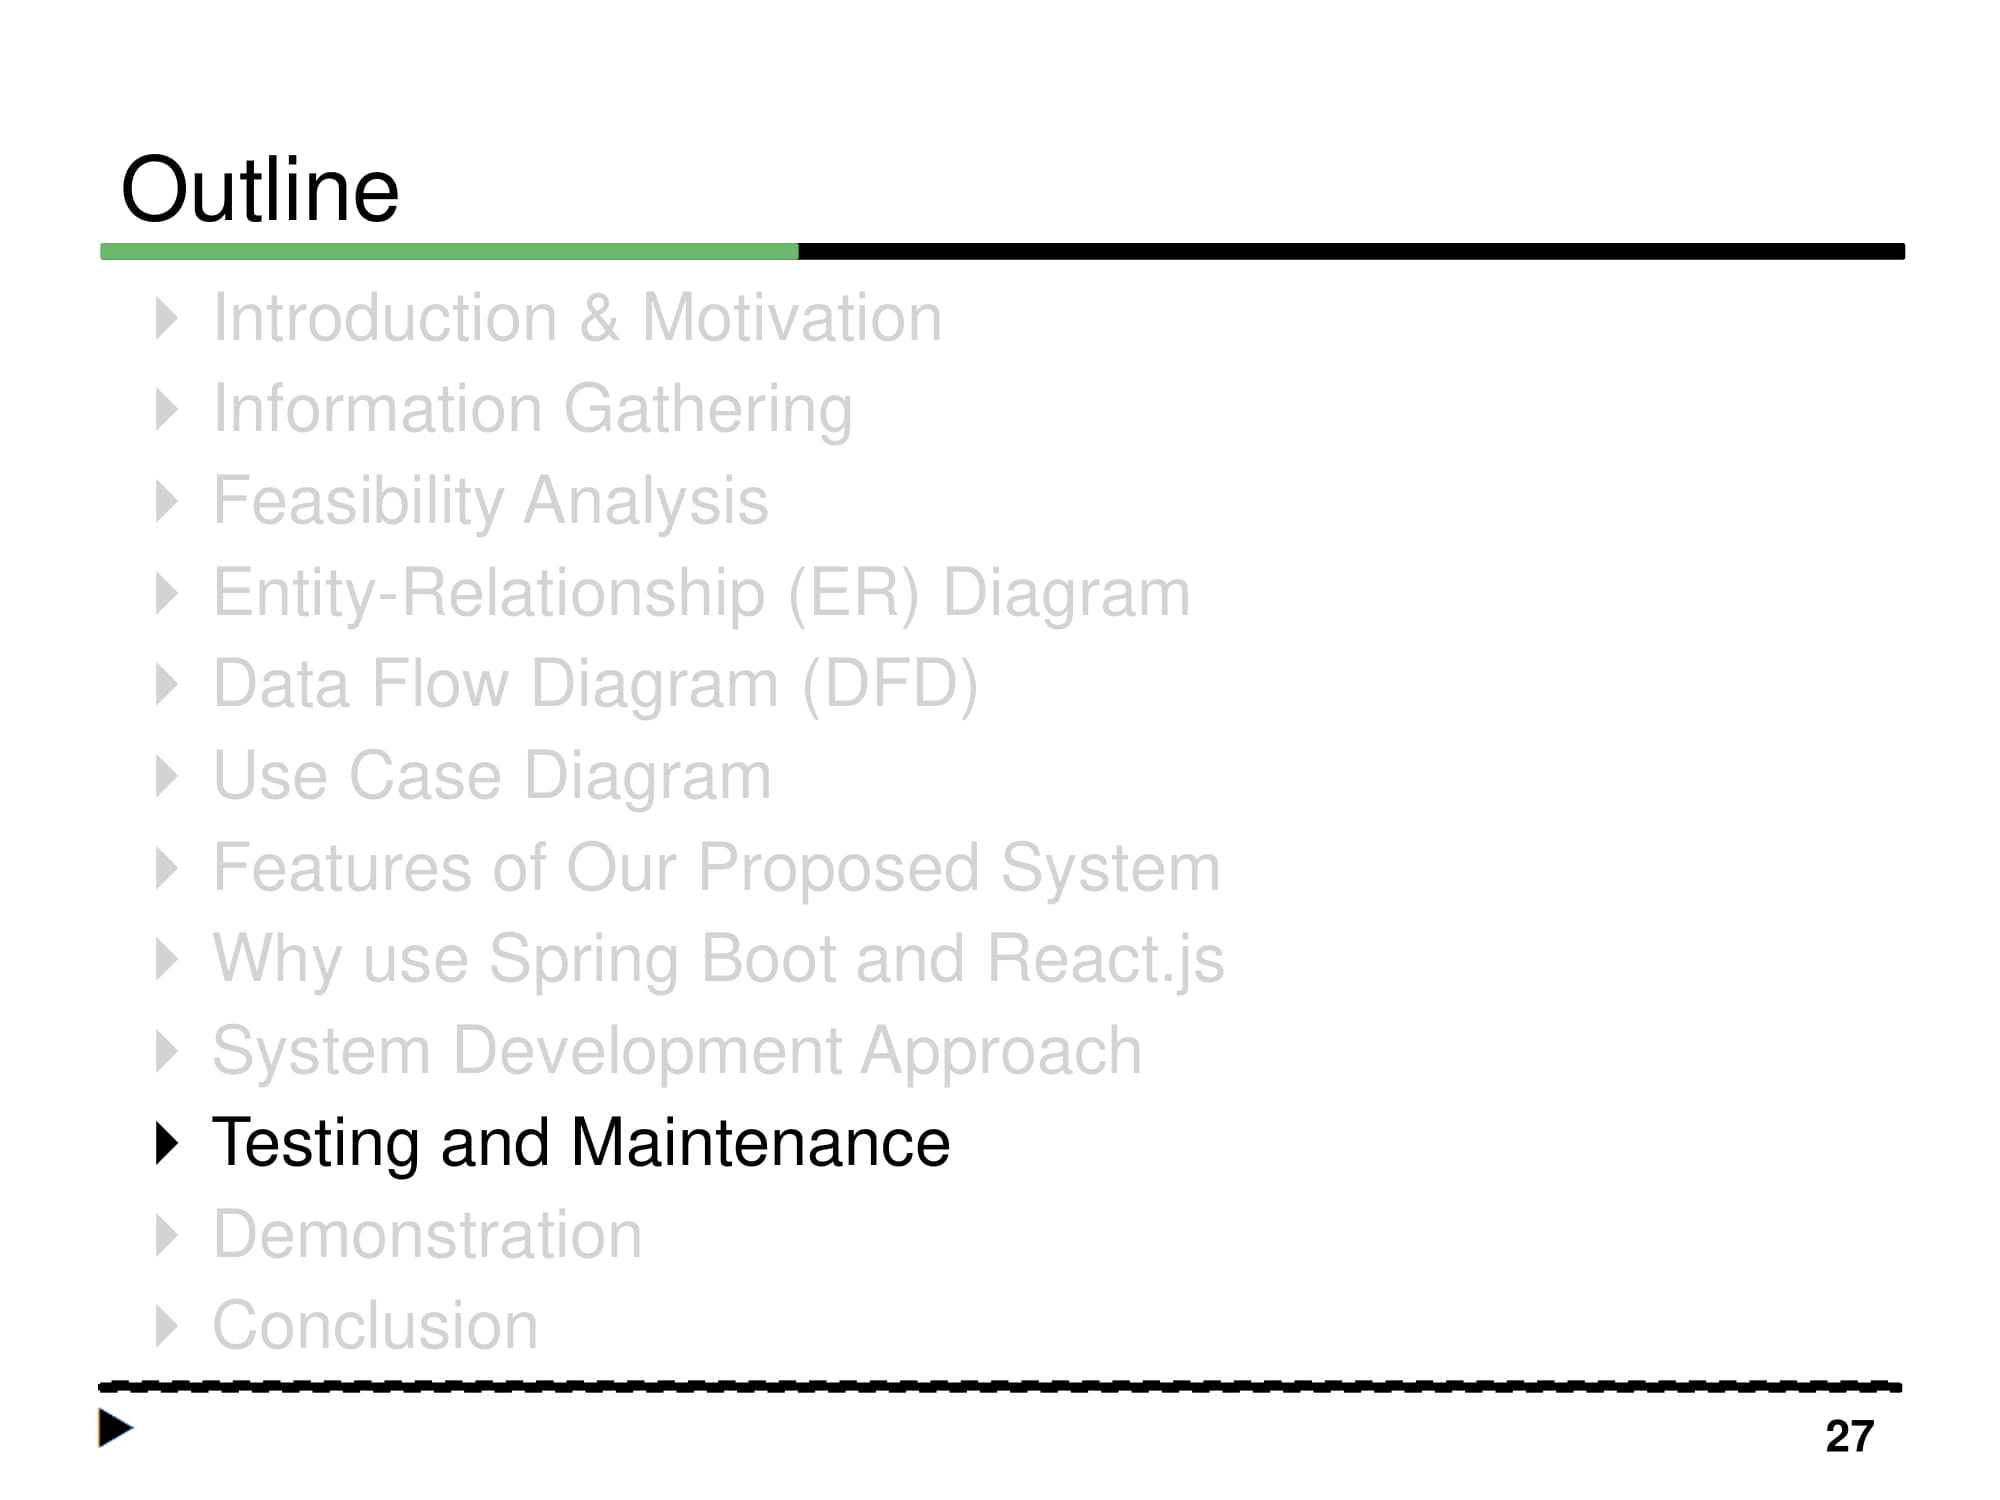 Outline
Introduction & Motivation
Information Gathering
Feasibility Analysis
Entity-Relationship (ER) Diagram
Data Flow Diagram (DFD)
Use Case Diagram
Features of Our Proposed System
Why use Spring Boot and React.js
System Development Approach
Testing and Maintenance
Demonstration
Conclusion
27